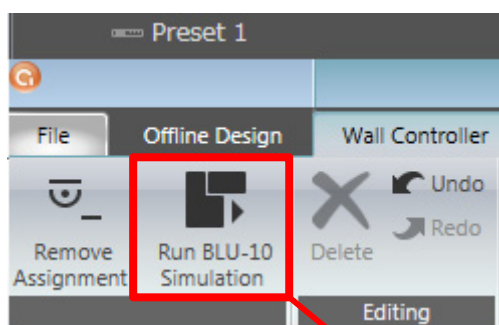 Preset 1
File Offline Design Wall Controller
Undo
Redo
Remove Assignment
Run BLU-10 Simulation
Delete
Editing